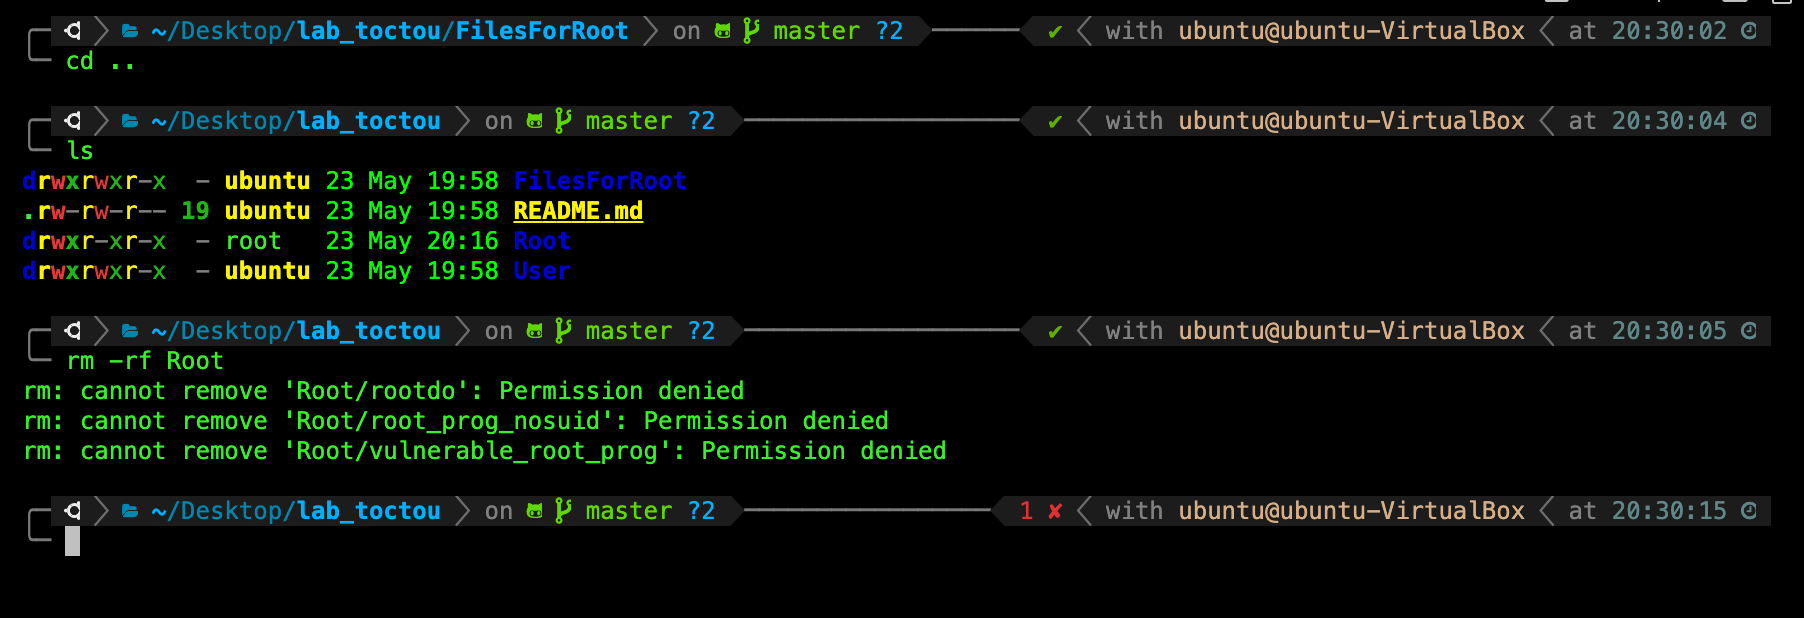 ~/Desktop/lab_toctou/FilesForRoot on master ?2 ✔ with ubuntu@ubuntu-VirtualBox at 20:30:02
cd ..
~/Desktop/lab_toctou on master ?2 ✔ with ubuntu@ubuntu-VirtualBox at 20:30:04
ls
drwxrwxr-x - ubuntu 23 May 19:58 FilesForRoot
.rw-rw-r-- 19 ubuntu 23 May 19:58 README.md
drwxr-xr-x - root 23 May 20:16 Root
drwxrwxr-x - ubuntu 23 May 19:58 User
~/Desktop/lab_toctou on master ?2 ✔ with ubuntu@ubuntu-VirtualBox at 20:30:05
rm -rf Root
rm: cannot remove 'Root/rootdo': Permission denied
rm: cannot remove 'Root/root_prog_nosuid': Permission denied
rm: cannot remove 'Root/vulnerable_root_prog': Permission denied
~/Desktop/lab_toctou on master ?2 1 ✘ with ubuntu@ubuntu-VirtualBox at 20:30:15